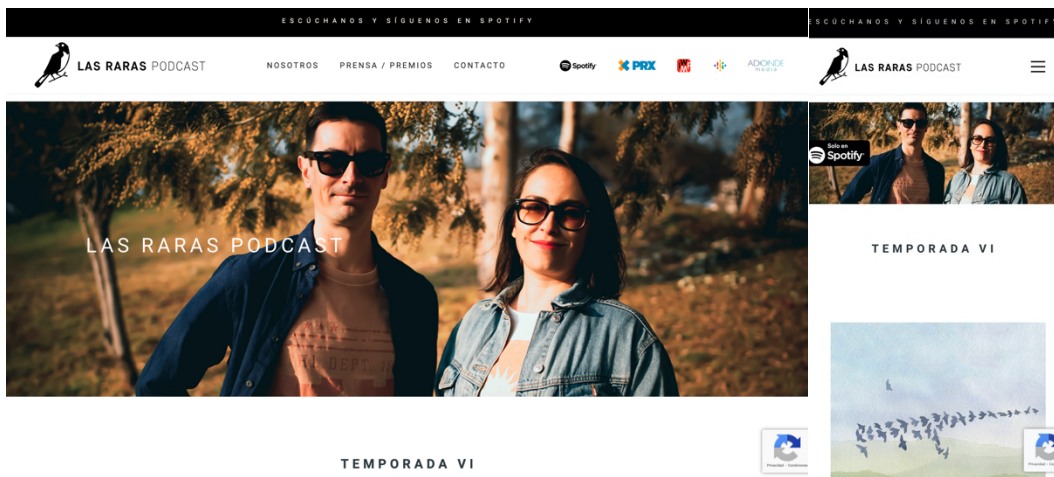 ESCÚCHANOS Y SÍGUENOS EN SPOTIFY
LAS RARAS PODCAST
NOSOTROS PRENSA / PREMIOS CONTACTO
Spotify PRX ADONDE MEDIA
LAS RARAS PODCAST
TEMPORADA VI
ESCÚCHANOS Y SÍGUENOS EN SPOTIFY
LAS RARAS PODCAST
Solo en
Spotify
TEMPORADA VI